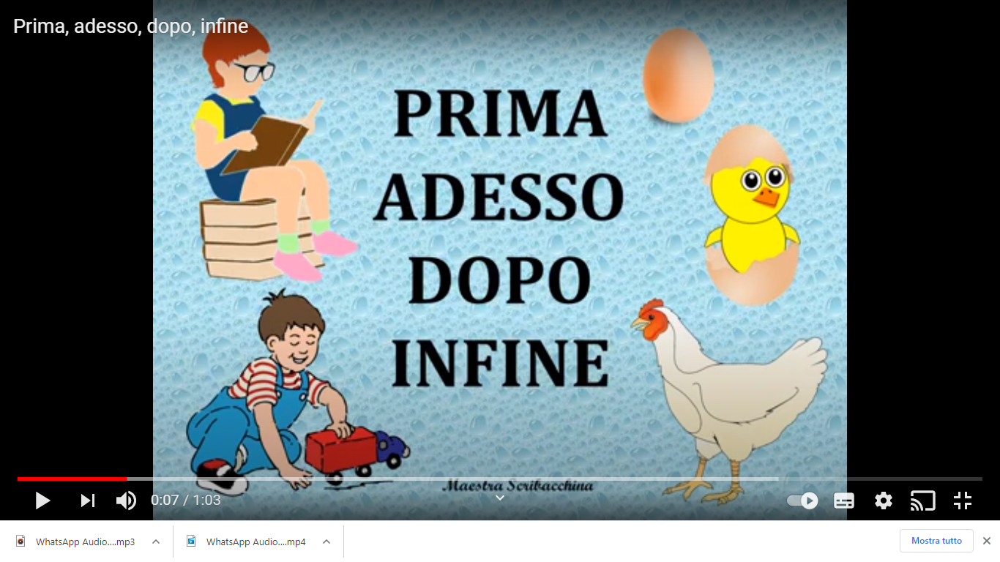 Prima, adesso, dopo, infine
PRIMA
ADESSO
DOPO
INFINE
Maestra Scribacchina
0:07 / 1:03
WhatsApp Audio....mp3
WhatsApp Audio....mp4
Mostra tutto